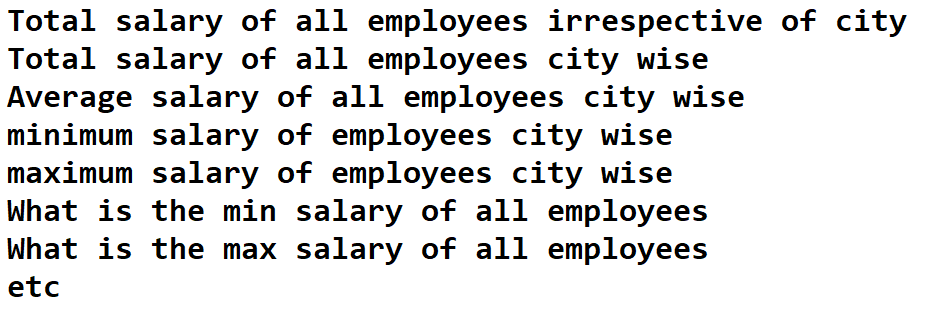 Total salary of all employees irrespective of city
Total salary of all employees city wise
Average salary of all employees city wise
minimum salary of employees city wise
maximum salary of employees city wise
What is the min salary of all employees
What is the max salary of all employees
etc